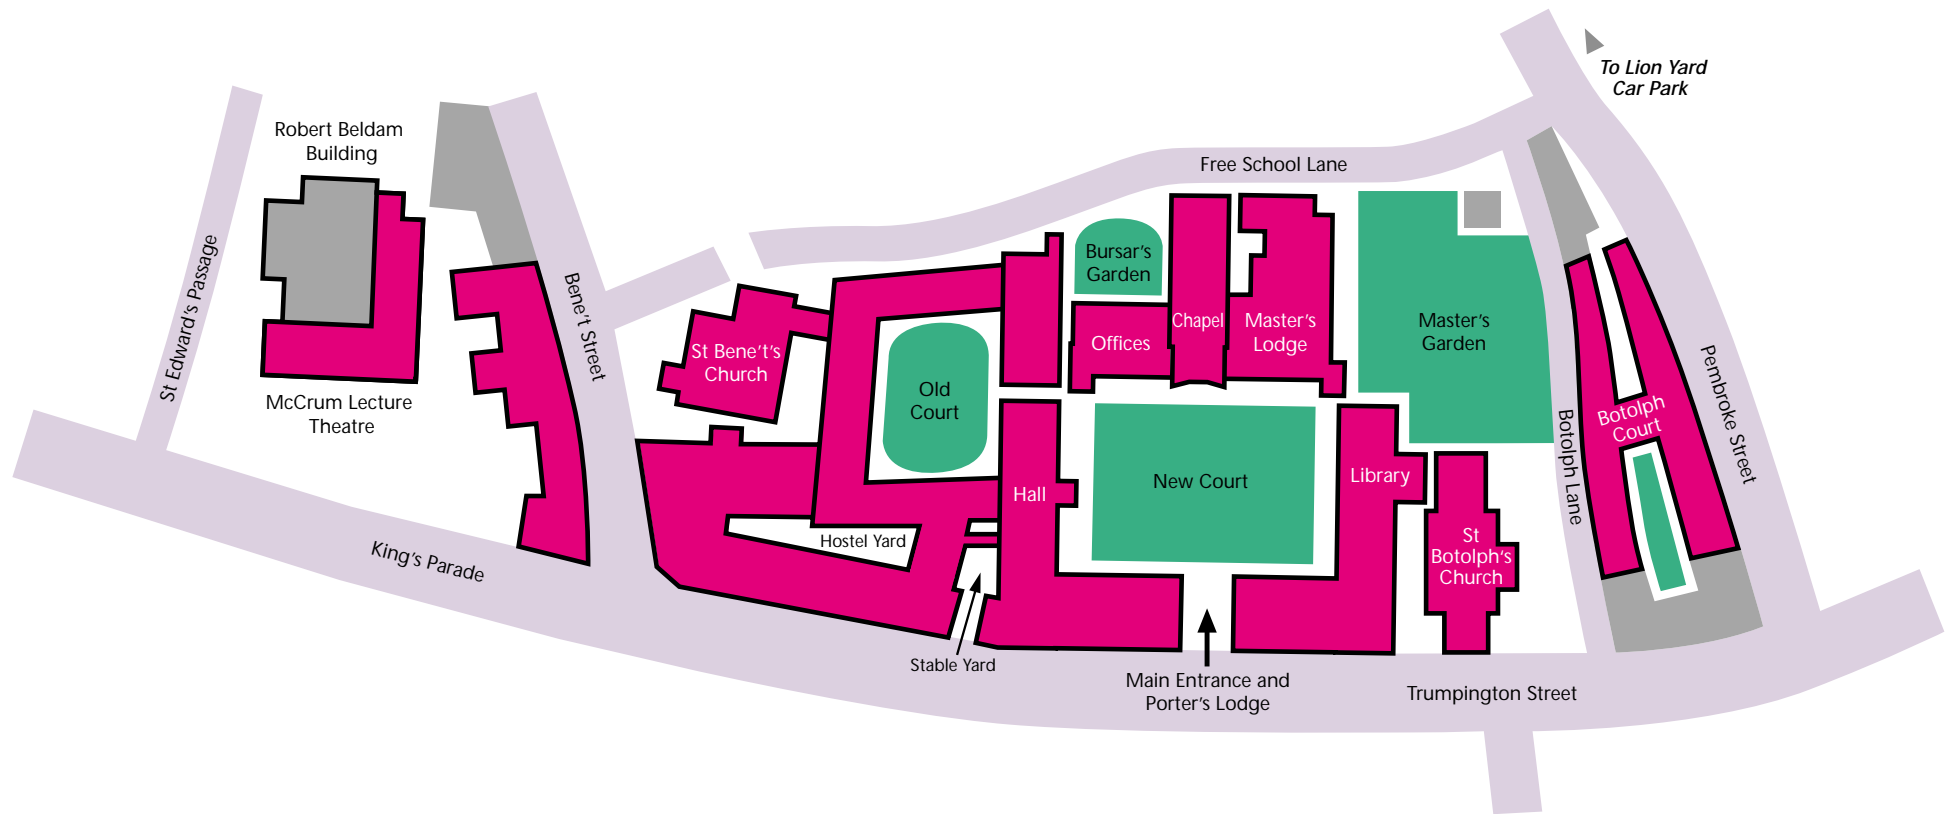 To Lion Yard
Car Park
Robert Beldam
Building
Free School Lane
St Edward's Passage
Bene't Street
Bursar's
Garden
Chapel
Master's
Lodge
Offices
Master's
Garden
St Bene't's
Church
Old
Court
McCrum Lecture
Theatre
Pembroke Street
Botolph
Court
Botolph Lane
New Court
Library
Hall
Hostel Yard
St
Botolph's
Church
King's Parade
Stable Yard
Main Entrance and
Porter's Lodge
Trumpington Street